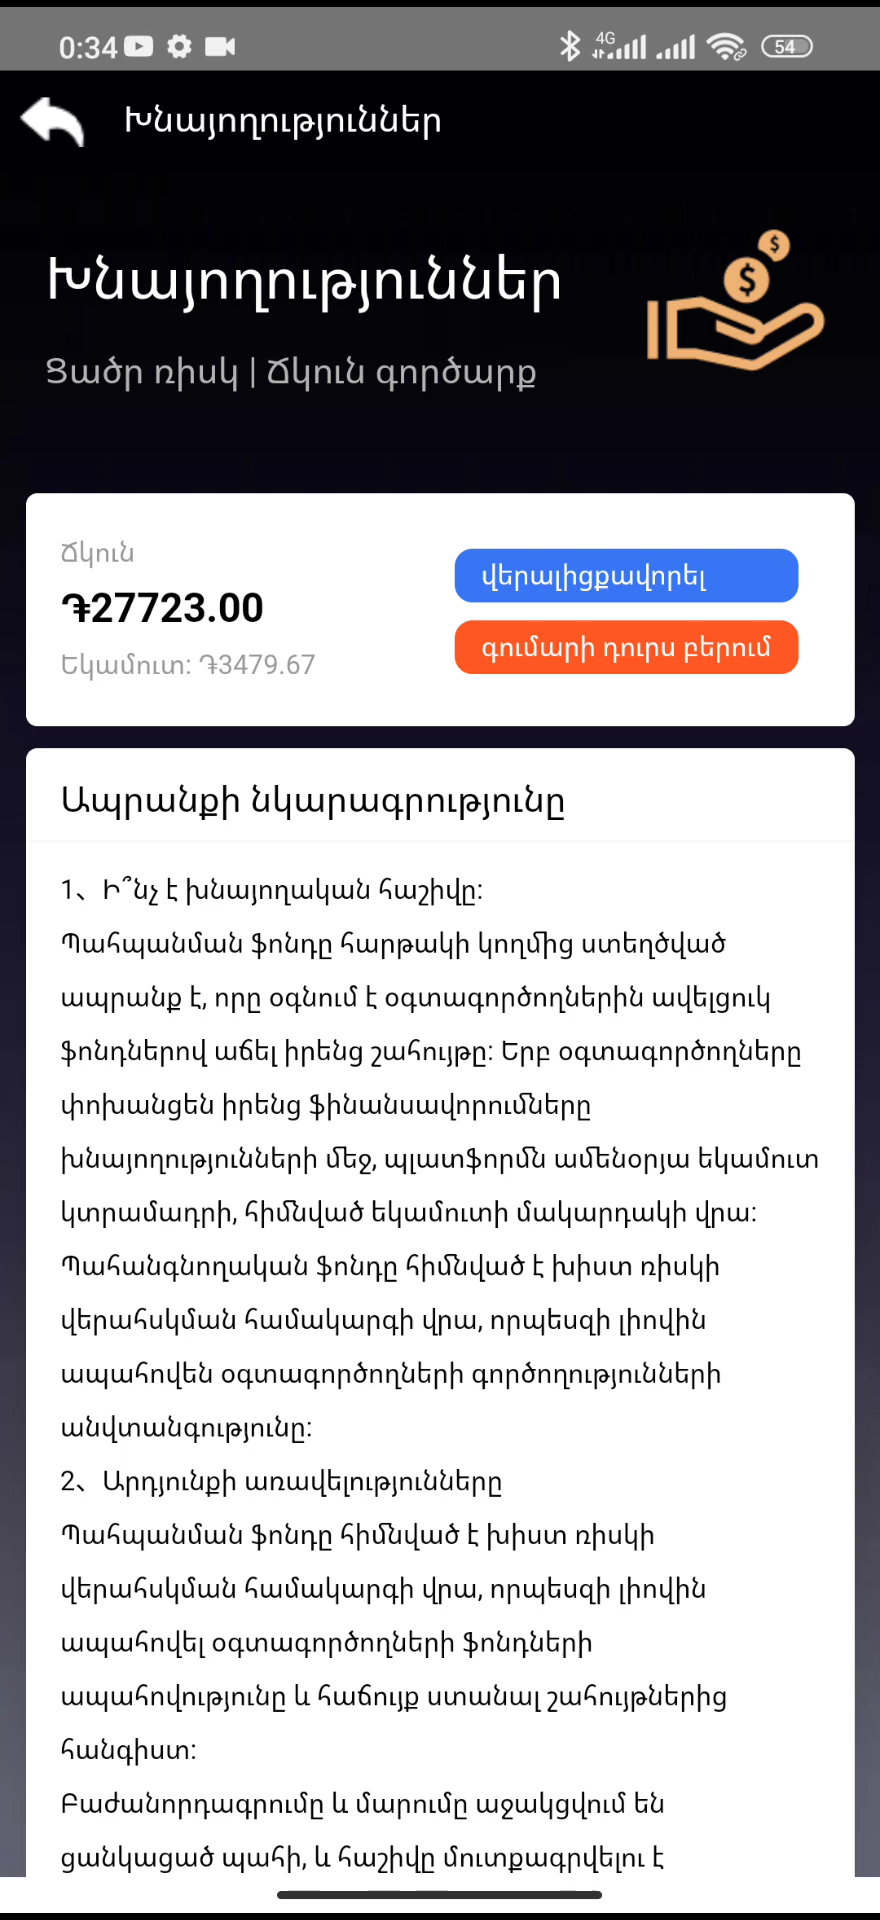 0:34
4G
54
Խնայողություններ
Խնայողություններ
Ցածր ռիսկ | Ճկուն գործարք
Ճկուն
֏27723.00
Եկամուտ: ֏3479.67
վերալիցքավորել
գումարի դուրս բերում
Ապրանքի նկարագրությունը
1、Ի՞նչ է խնայողական հաշիվը:
Պահպանման ֆոնդը հարթակի կողմից ստեղծված
ապրանք է, որը օգնում է օգտագործողներին ավելցուկ
ֆոնդներով աճել իրենց շահույթը: Երբ օգտագործողները
փոխանցեն իրենց ֆինանսավորումները
խնայողությունների մեջ, պլատֆորմն ամենօրյա եկամուտ
կտրամադրի, հիմնված եկամուտի մակարդակի վրա:
Պահանգնողական ֆոնդը հիմնված է խիստ ռիսկի
վերահսկման համակարգի վրա, որպեսզի լիովին
ապահովեն օգտագործողների գործողությունների
անվտանգությունը:
2、Արդյունքի առավելությունները
Պահպանման ֆոնդը հիմնված է խիստ ռիսկի
վերահսկման համակարգի վրա, որպեսզի լիովին
ապահովել օգտագործողների ֆոնդների
ապահովությունը և հաճույք ստանալ շահույթներից
հանգիստ:
Բաժանորդագրումը և մարումը աջակցվում են
ցանկացած պահի, և հաշիվը մուտքագրվելու է